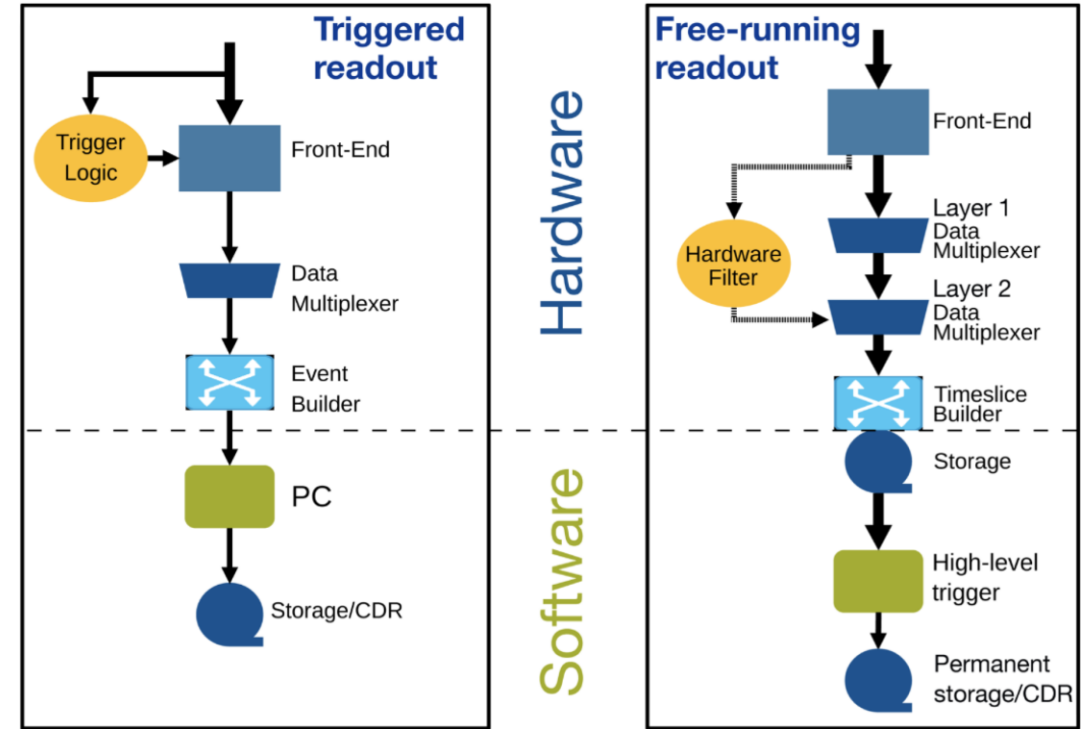 Triggered
readout
Trigger
Logic
Front-End
Data
Multiplexer
Event
Builder
PC
Storage/CDR
Hardware
Software
Free-running
readout
Front-End
Layer 1
Data
Multiplexer
Hardware
Filter
Layer 2
Data
Multiplexer
Timeslice
Builder
Storage
High-level
trigger
Permanent
storage/CDR